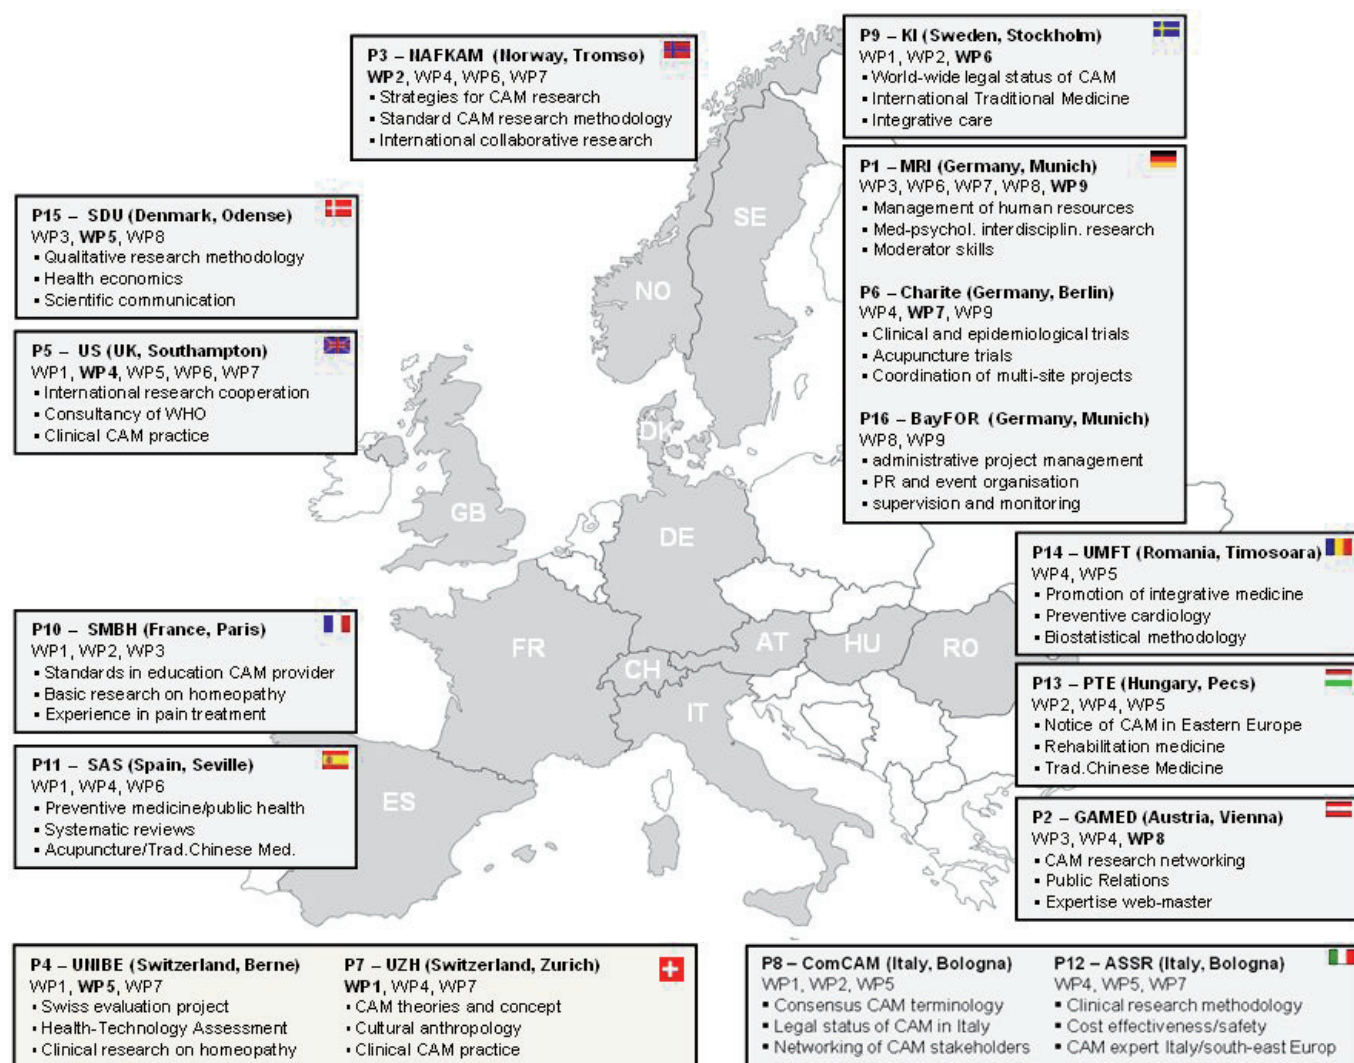 P3 – NAFKAM (Norway, Tromso)
WP2, WP4, WP6, WP7
▪ Strategies for CAM research
▪ Standard CAM research methodology
▪ International collaborative research
P9 – KI (Sweden, Stockholm)
WP1, WP2, WP6
▪ World-wide legal status of CAM
▪ International Traditional Medicine
▪ Integrative care
P1 – MRI (Germany, Munich)
WP3, WP6, WP7, WP8, WP9
▪ Management of human resources
▪ Med-psychol. interdisciplin. research
▪ Moderator skills
P6 – Charite (Germany, Berlin)
WP4, WP7, WP9
▪ Clinical and epidemiological trials
▪ Acupuncture trials
▪ Coordination of multi-site projects
P16 – BayFOR (Germany, Munich)
WP8, WP9
▪ administrative project management
▪ PR and event organisation
▪ supervision and monitoring
P15 – SDU (Denmark, Odense)
WP3, WP5, WP8
▪ Qualitative research methodology
▪ Health economics
▪ Scientific communication
P5 – US (UK, Southampton)
WP1, WP4, WP5, WP6, WP7
▪ International research cooperation
▪ Consultancy of WHO
▪ Clinical CAM practice
SE
NO
DK
GB
DE
FR
CH
AT
HU
RO
IT
ES
P14 – UMFT (Romania, Timosoara)
WP4, WP5
▪ Promotion of integrative medicine
▪ Preventive cardiology
▪ Biostatistical methodology
P10 – SMBH (France, Paris)
WP1, WP2, WP3
▪ Standards in education CAM provider
▪ Basic research on homeopathy
▪ Experience in pain treatment
P13 – PTE (Hungary, Pecs)
WP2, WP4, WP5
▪ Notice of CAM in Eastern Europe
▪ Rehabilitation medicine
▪ Trad.Chinese Medicine
P11 – SAS (Spain, Seville)
WP1, WP4, WP6
▪ Preventive medicine/public health
▪ Systematic reviews
▪ Acupuncture/Trad.Chinese Med.
P2 – GAMED (Austria, Vienna)
WP3, WP4, WP8
▪ CAM research networking
▪ Public Relations
▪ Expertise web-master
P4 – UNIBE (Switzerland, Berne)
WP1, WP5, WP7
▪ Swiss evaluation project
▪ Health-Technology Assessment
▪ Clinical research on homeopathy
P7 – UZH (Switzerland, Zurich)
WP1, WP4, WP7
▪ CAM theories and concept
▪ Cultural anthropology
▪ Clinical CAM practice
P8 – ComCAM (Italy, Bologna)
WP1, WP2, WP5
▪ Consensus CAM terminology
▪ Legal status of CAM in Italy
▪ Networking of CAM stakeholders
P12 – ASSR (Italy, Bologna)
WP4, WP5, WP7
▪ Clinical research methodology
▪ Cost effectiveness/safety
▪ CAM expert Italy/south-east Europ